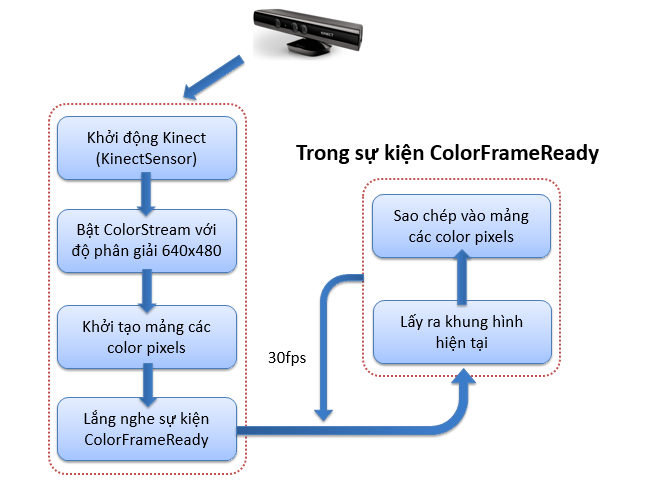 KINECT
Khởi động Kinect
(KinectSensor)
Bật ColorStream với
độ phân giải 640x480
Khởi tạo mảng các
color pixels
Lắng nghe sự kiện
ColorFrameReady
Trong sự kiện ColorFrameReady
Sao chép vào mảng
các color pixels
Lấy ra khung hình
hiện tại
30fps